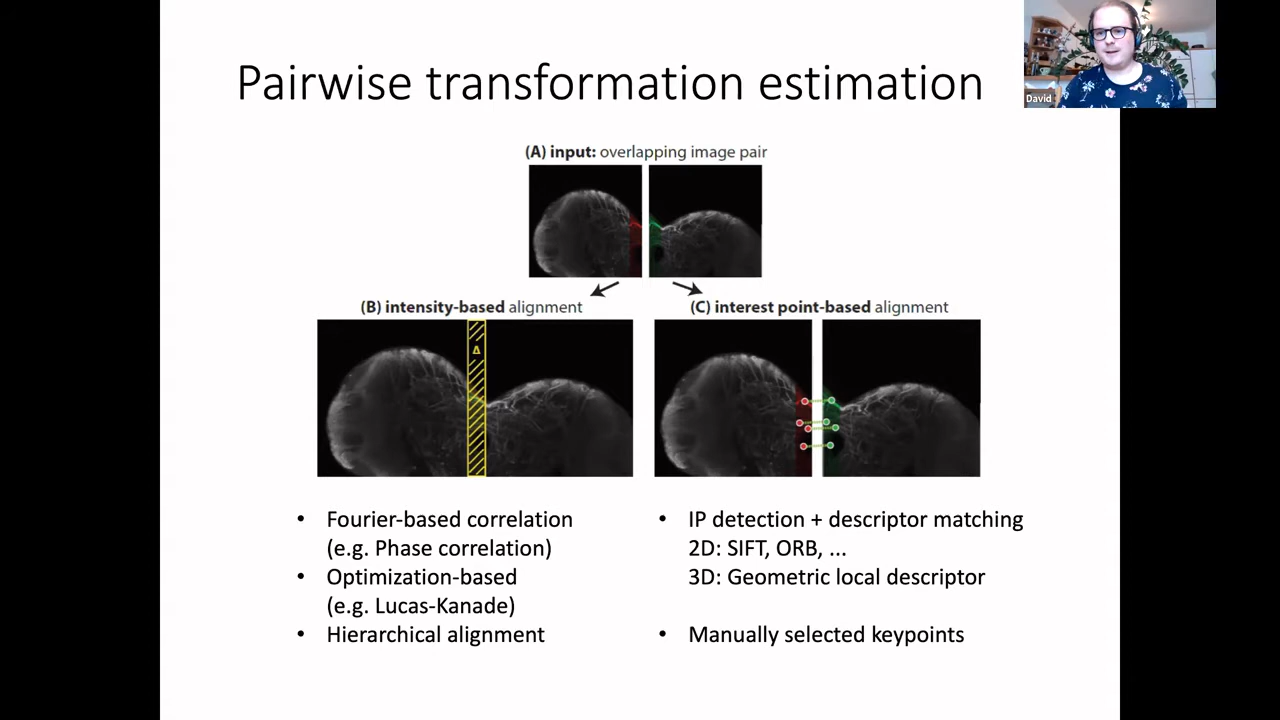 Pairwise transformation estimation
David
(A) input: overlapping image pair
(B) intensity-based alignment
(C) interest point-based alignment
Δ
• Fourier-based correlation
(e.g. Phase correlation)
• Optimization-based
(e.g. Lucas-Kanade)
• Hierarchical alignment
• IP detection + descriptor matching
2D: SIFT, ORB, ...
3D: Geometric local descriptor
• Manually selected keypoints